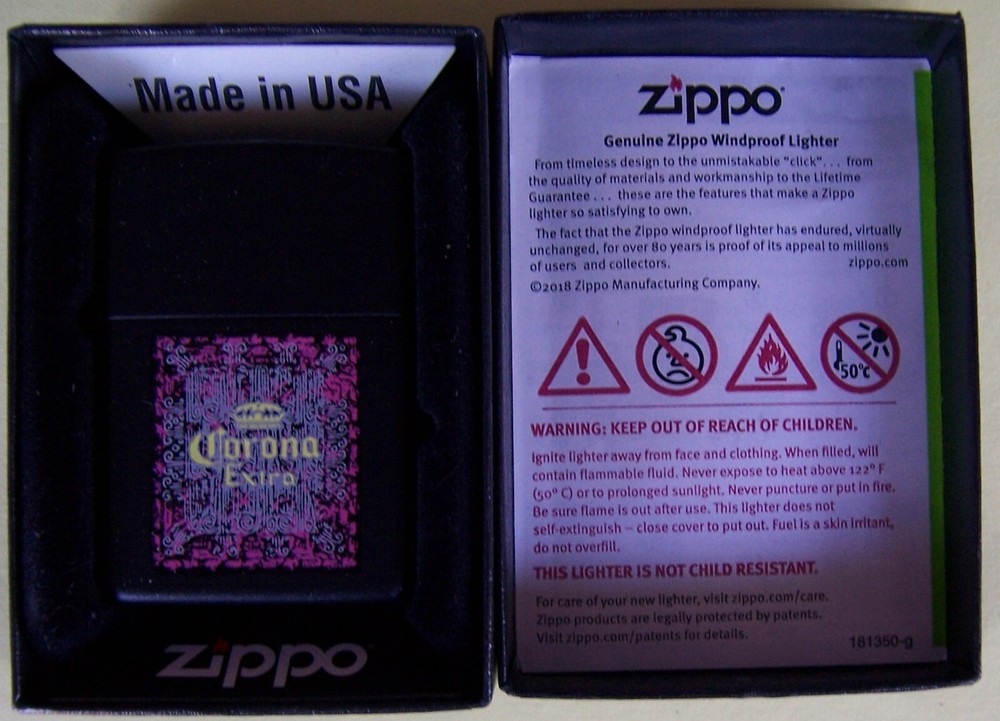 Made in USA
Corona
Extra
zippo
zippo
Genuine Zippo Windproof Lighter
From timeless design to the unmistakable "click". . . from
the quality of materials and workmanship to the Lifetime
Guarantee . . . these are the features that make a Zippo
lighter so satisfying to own.
The fact that the Zippo windproof lighter has endured, virtually
unchanged, for over 80 years is proof of its appeal to millions
of users and collectors. zippo.com
©2018 Zippo Manufacturing Company.
50°C
WARNING: KEEP OUT OF REACH OF CHILDREN.
Ignite lighter away from face and clothing. When filled, will
contain flammable fluid. Never expose to heat above 122° F
(50° C) or to prolonged sunlight. Never puncture or put in fire.
Be sure flame is out after use. This lighter does not
self-extinguish – close cover to put out. Fuel is a skin irritant,
do not overfill.
THIS LIGHTER IS NOT CHILD RESISTANT.
For care of your new lighter, visit zippo.com/care.
Zippo products are legally protected by patents.
Visit zippo.com/patents for details.
181350-g